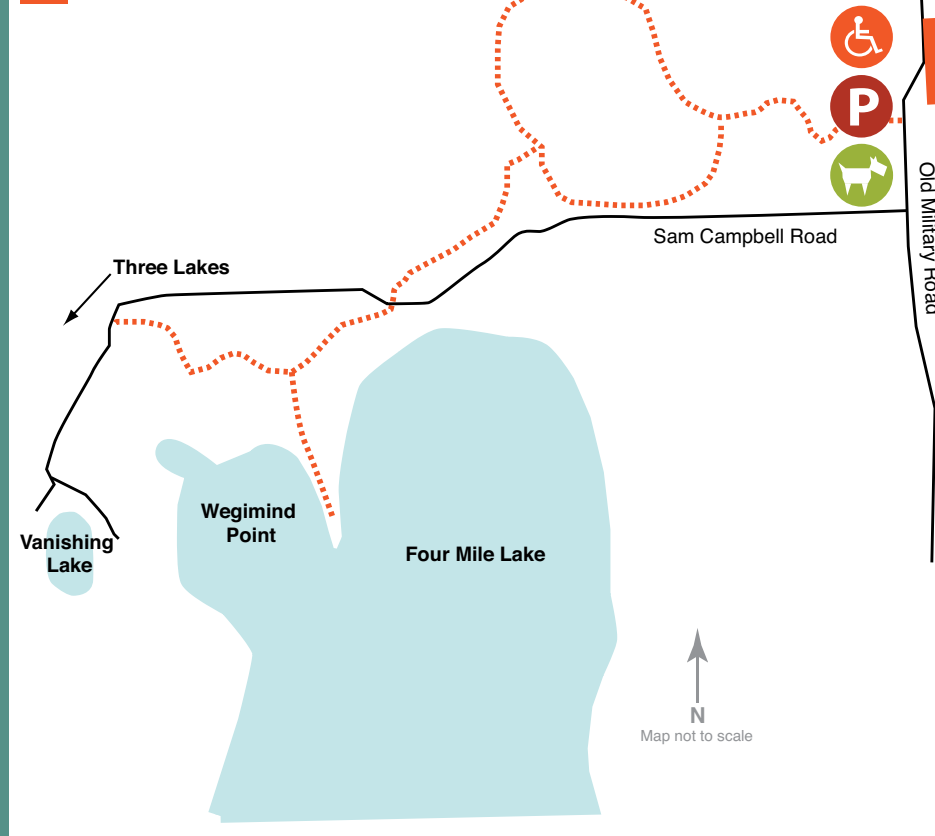 P
Old Military Road
Sam Campbell Road
Three Lakes
Wegimind
Point
Vanishing
Lake
Four Mile Lake
N
Map not to scale